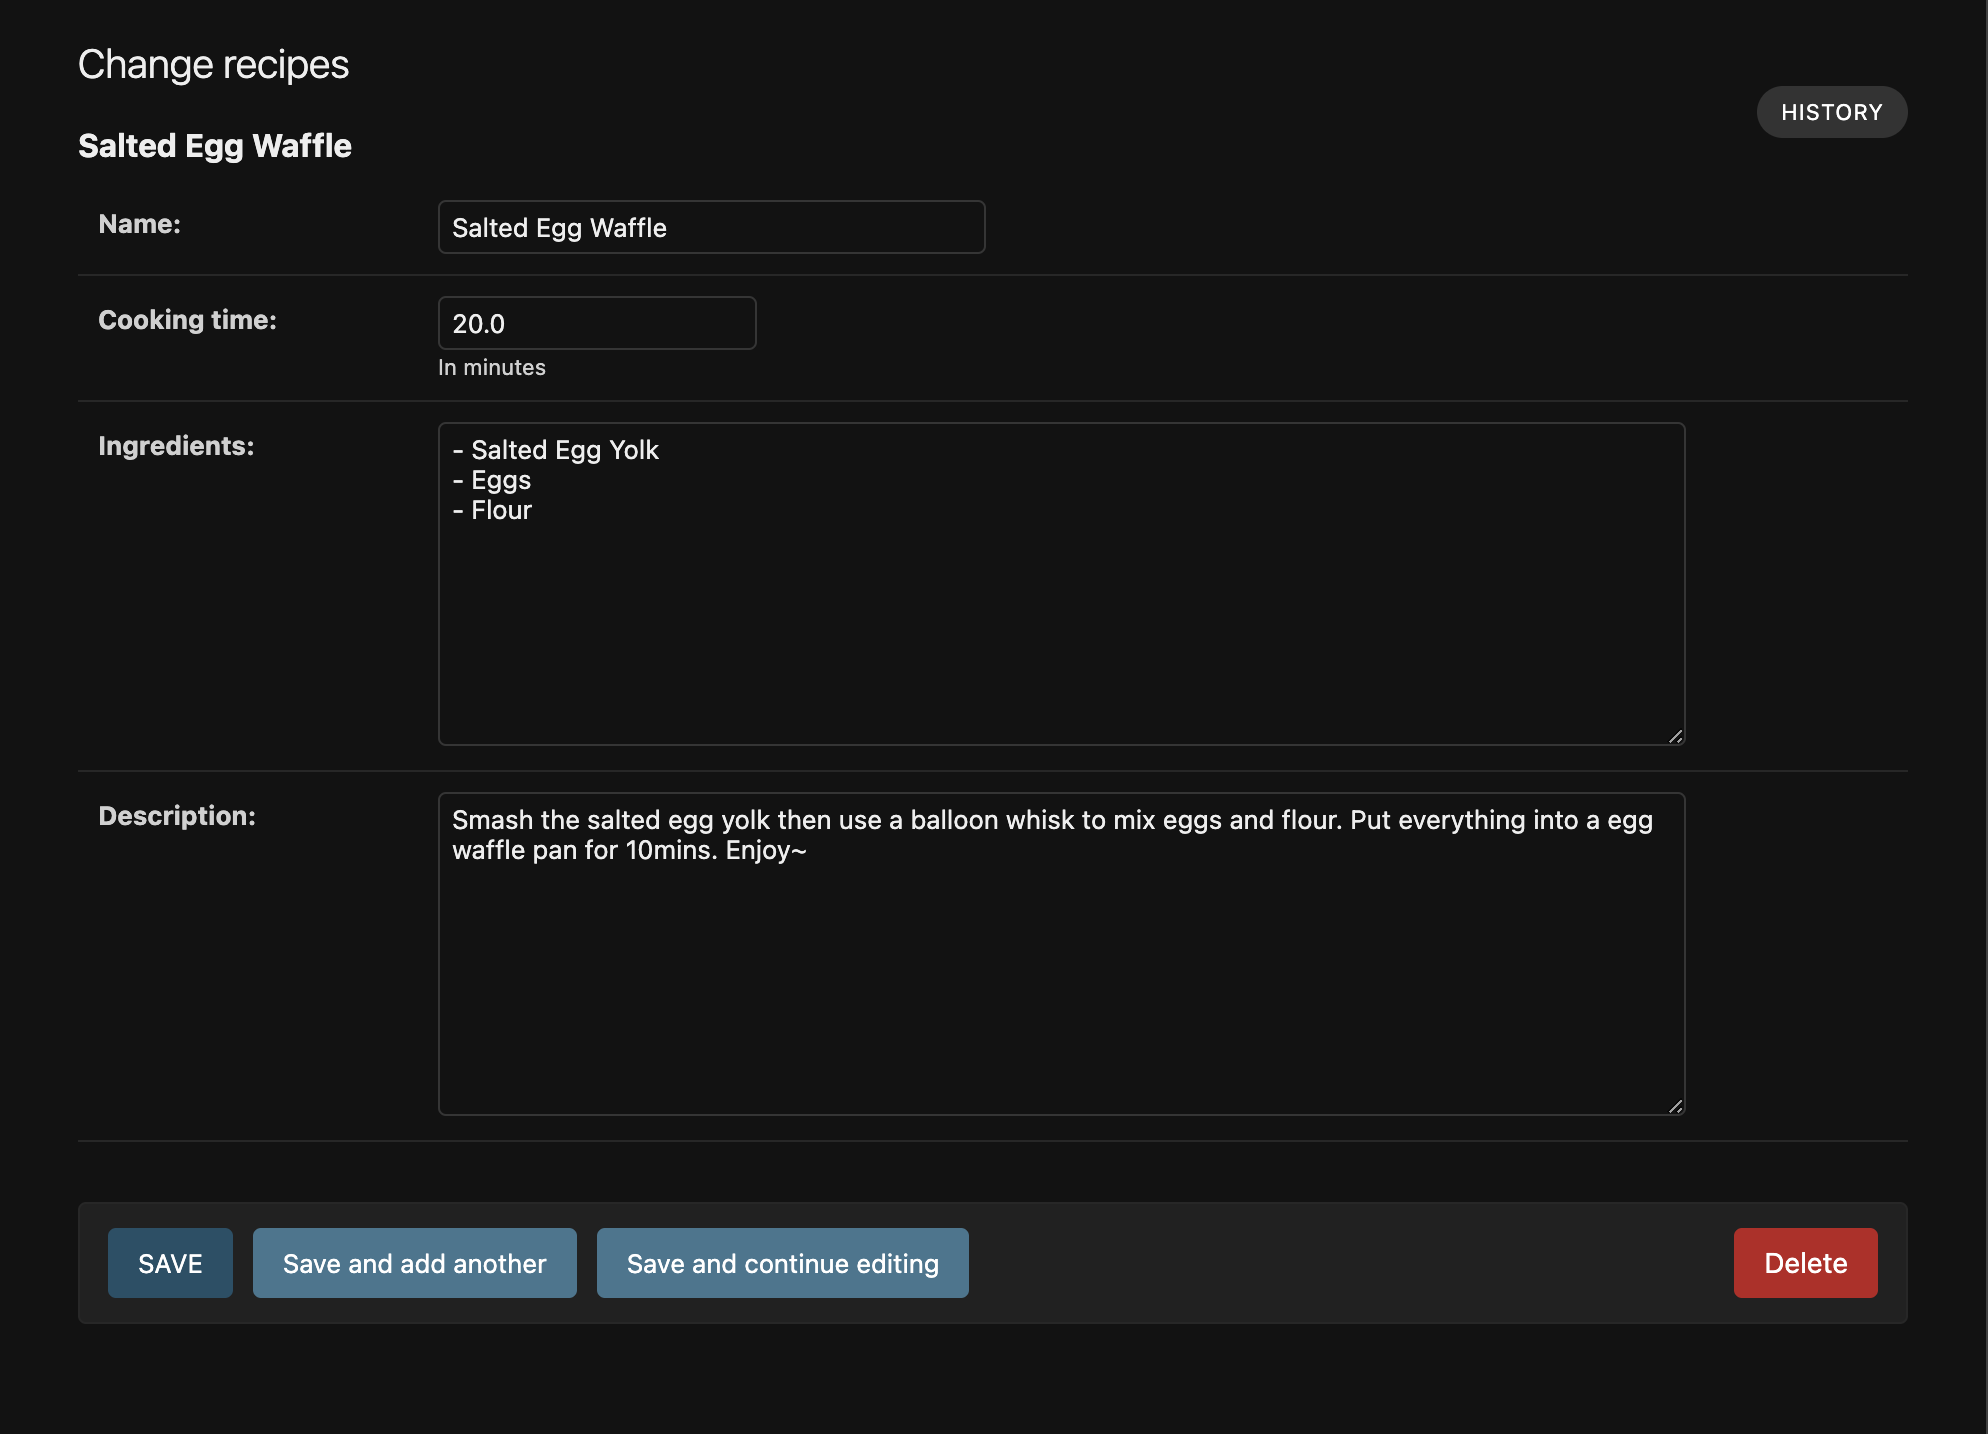 Change recipes
HISTORY
Salted Egg Waffle
Name:
Salted Egg Waffle
Cooking time:
20.0
In minutes
Ingredients:
- Salted Egg Yolk
- Eggs
- Flour
Description:
Smash the salted egg yolk then use a balloon whisk to mix eggs and flour. Put everything into a egg
waffle pan for 10mins. Enjoy~
SAVE
Save and add another
Save and continue editing
Delete